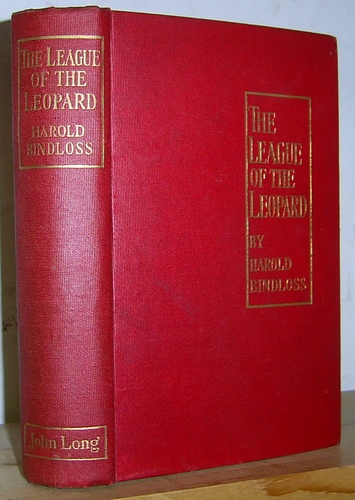 THE LEAGUE
OF THE
LEOPARD
HAROLD
BINDLOSS
John Long
THE
LEAGUE
OF THE
LEOPARD
BY
HAROLD
BINDLOSS